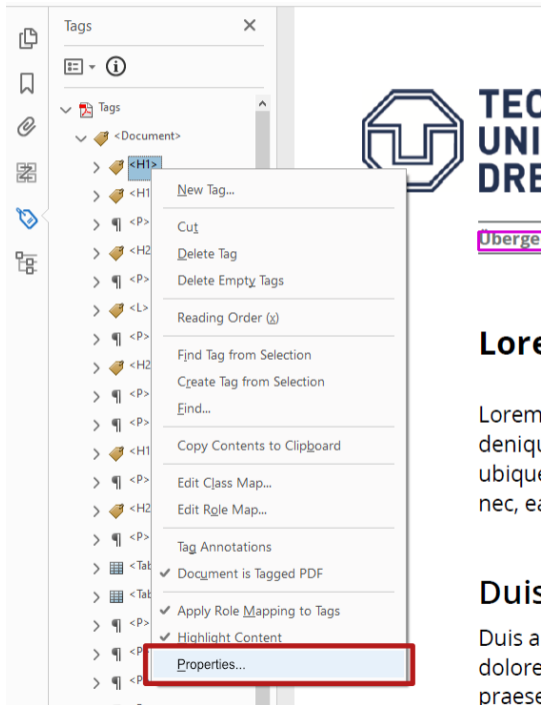 Tags
Tags
<Document>
<H1>
<H1
<P>
<H2
<P>
<L>
<P>
<H2
<P>
<P>
<H1
<P>
<H2
<P>
<Tab
<Tab
<P>
<P>
<P
New Tag...
Cut
Delete Tag
Delete Empty Tags
Reading Order (x)
Find Tag from Selection
Create Tag from Selection
Find...
Copy Contents to Clipboard
Edit Class Map...
Edit Role Map...
Tag Annotations
Document is Tagged PDF
Apply Role Mapping to Tags
Highlight Content
Properties...
TEC
UNI
DRE
Überge
Lore
Lorem
deniqu
ubique
nec, ea
Duis
Duis a
dolore
praese